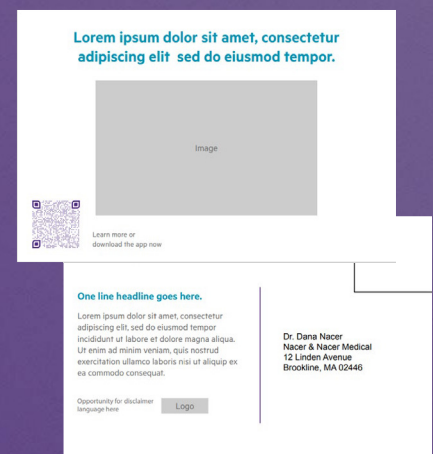 Lorem ipsum dolor sit amet, consectetur
adipiscing elit sed do eiusmod tempor.
Image
Learn more or
download the app now
One line headline goes here.
Lorem ipsum dolor sit amet, consectetur
adipiscing elit, sed do eiusmod tempor
incididunt ut labore et dolore magna aliqua.
Ut enim ad minim veniam, quis nostrud
exercitation ullamco laboris nisi ut aliquip ex
ea commodo consequat.
Opportunity for disclaimer
language here
Logo
Dr. Dana Nacer
Nacer & Nacer Medical
12 Linden Avenue
Brookline, MA 02446